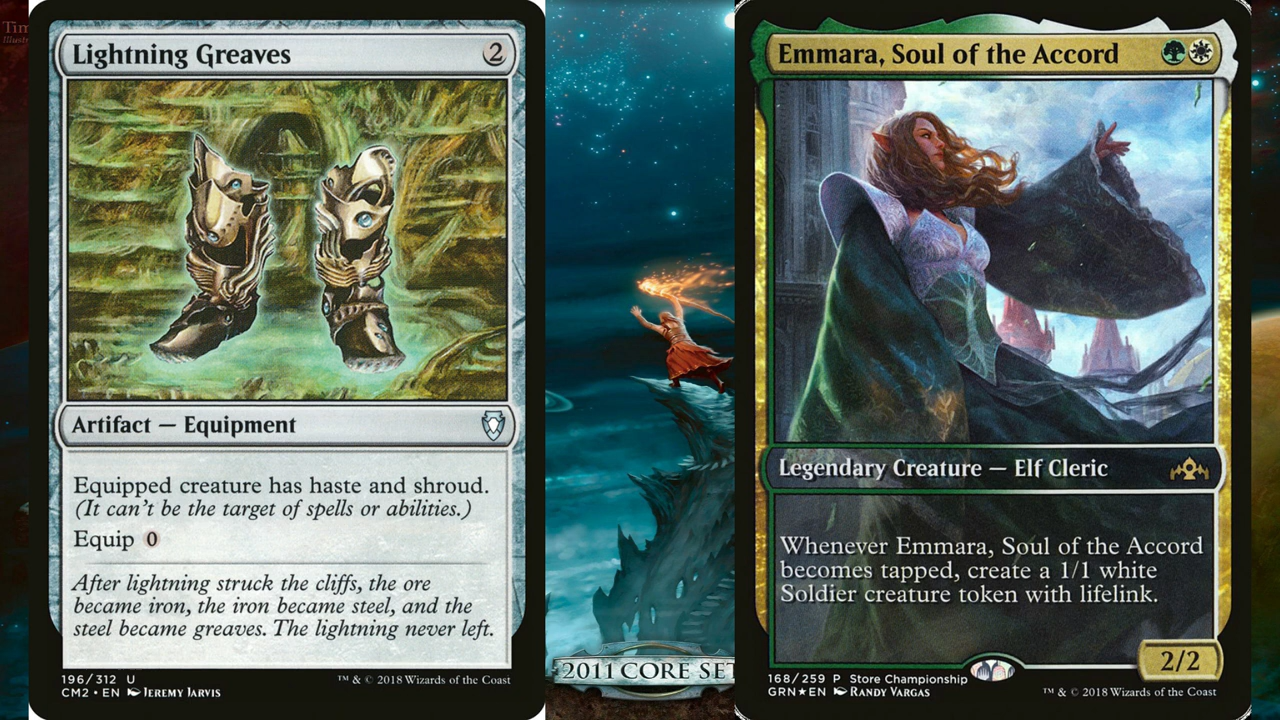 Tim
Illustr
Lightning Greaves
2
Artifact — Equipment
Equipped creature has haste and shroud.
(It can't be the target of spells or abilities.)
Equip 0
After lightning struck the cliffs, the ore
became iron, the iron became steel, and the
steel became greaves. The lightning never left.
196/312 U
CM2 • EN JEREMY JARVIS
™ & © 2018 Wizards of the Coast
2011 CORE SET
Emmara, Soul of the Accord
Legendary Creature — Elf Cleric
Whenever Emmara, Soul of the Accord
becomes tapped, create a 1/1 white
Soldier creature token with lifelink.
2/2
168/259 P Store Championship
GRN★EN RANDY VARGAS
™ & © 2018 Wizards of the Coast